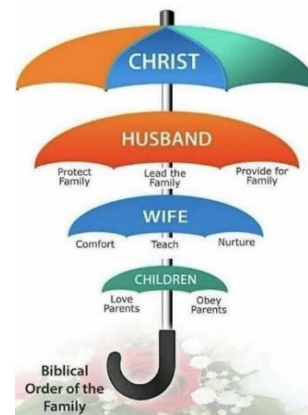 CHRIST
HUSBAND
Protect
Family
Lead the
Family
Provide for
Family
WIFE
Comfort
Teach
Nurture
CHILDREN
Love
Parents
Obey
Parents
Biblical
Order of the
Family